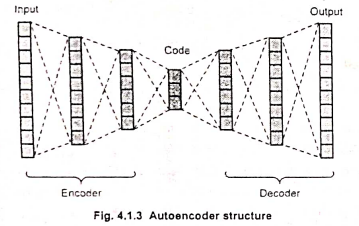 Input
Output
Code
Encoder
Decoder
Fig. 4.1.3 Autoencoder structure